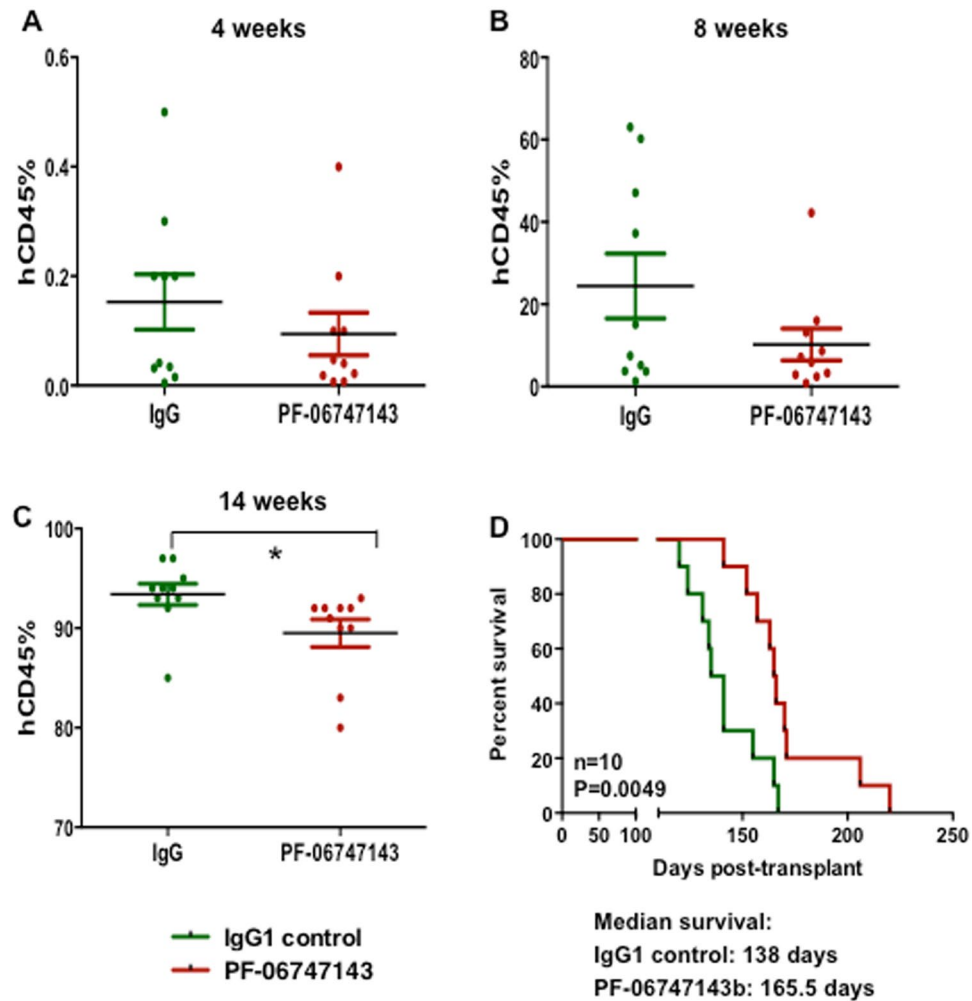 A
4 weeks
0.6
0.4
0.2
0.0
hCD45%
IgG
PF-06747143
B
8 weeks
80
60
40
20
0
hCD45%
IgG
PF-06747143
C
14 weeks
*
100
90
80
70
hCD45%
IgG
PF-06747143
D
100
80
60
40
20
0
Percent survival
n=10
P=0.0049
0 50 100 150 200 250
Days post-transplant
IgG1 control
PF-06747143
Median survival:
IgG1 control: 138 days
PF-06747143b: 165.5 days